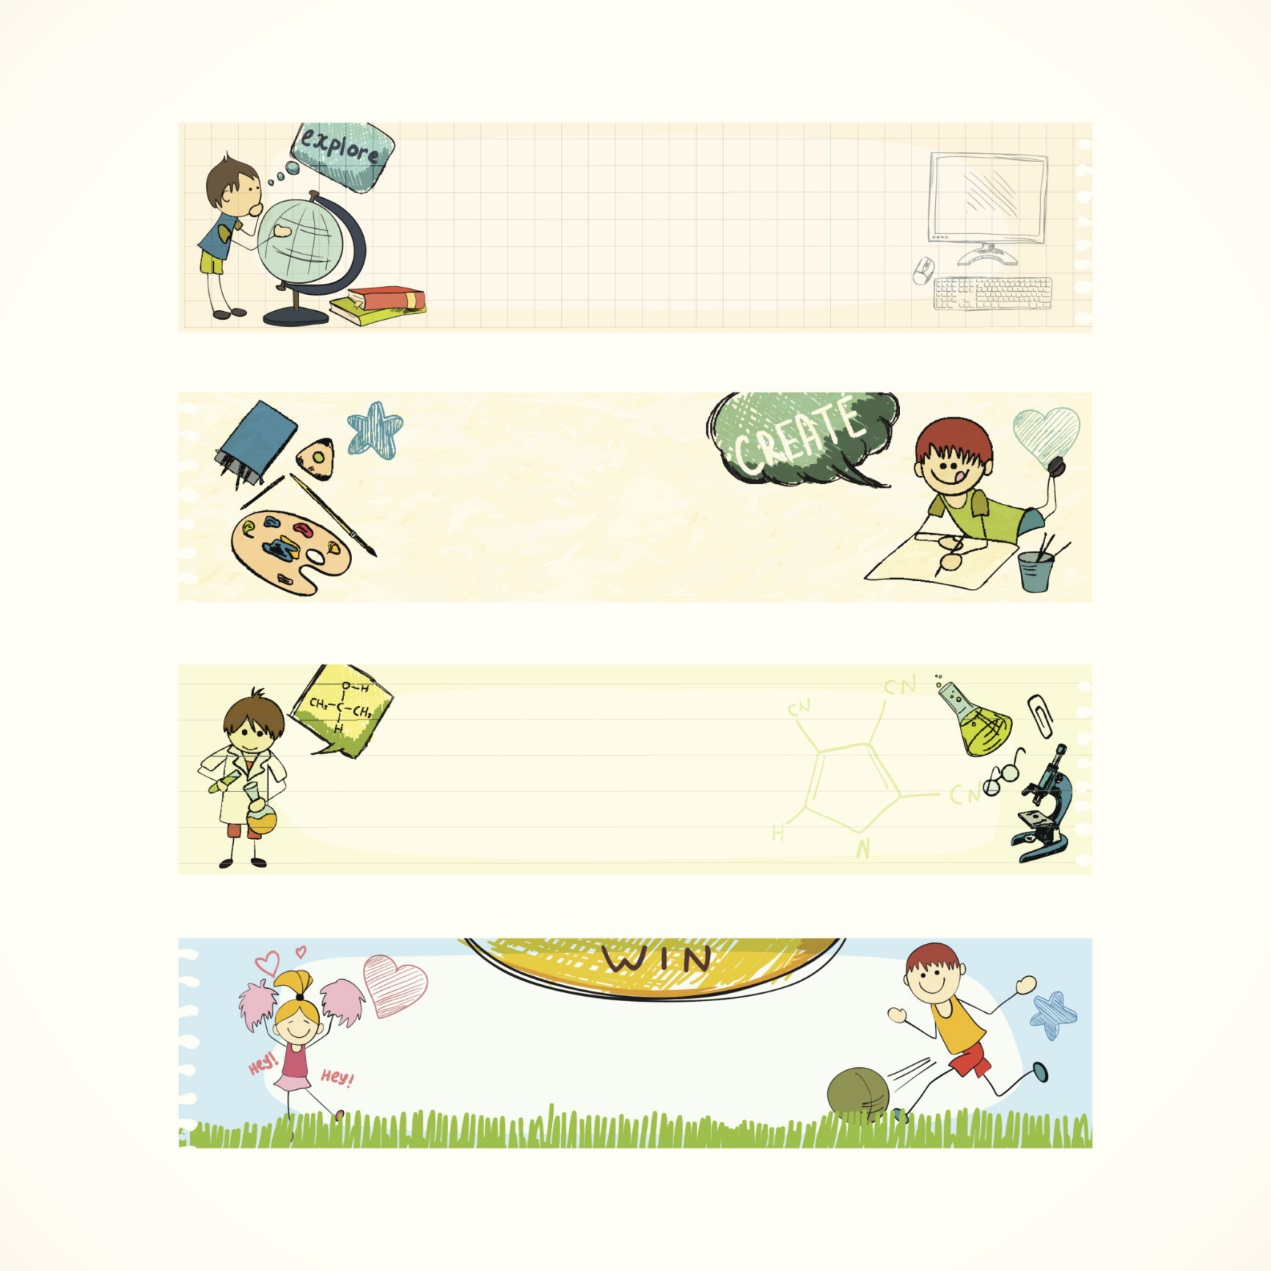 explore
CREATE
O-H
CH₃-C-CH₃
H
CN
CN
CN
H
N
WIN
Hey!
Hey!